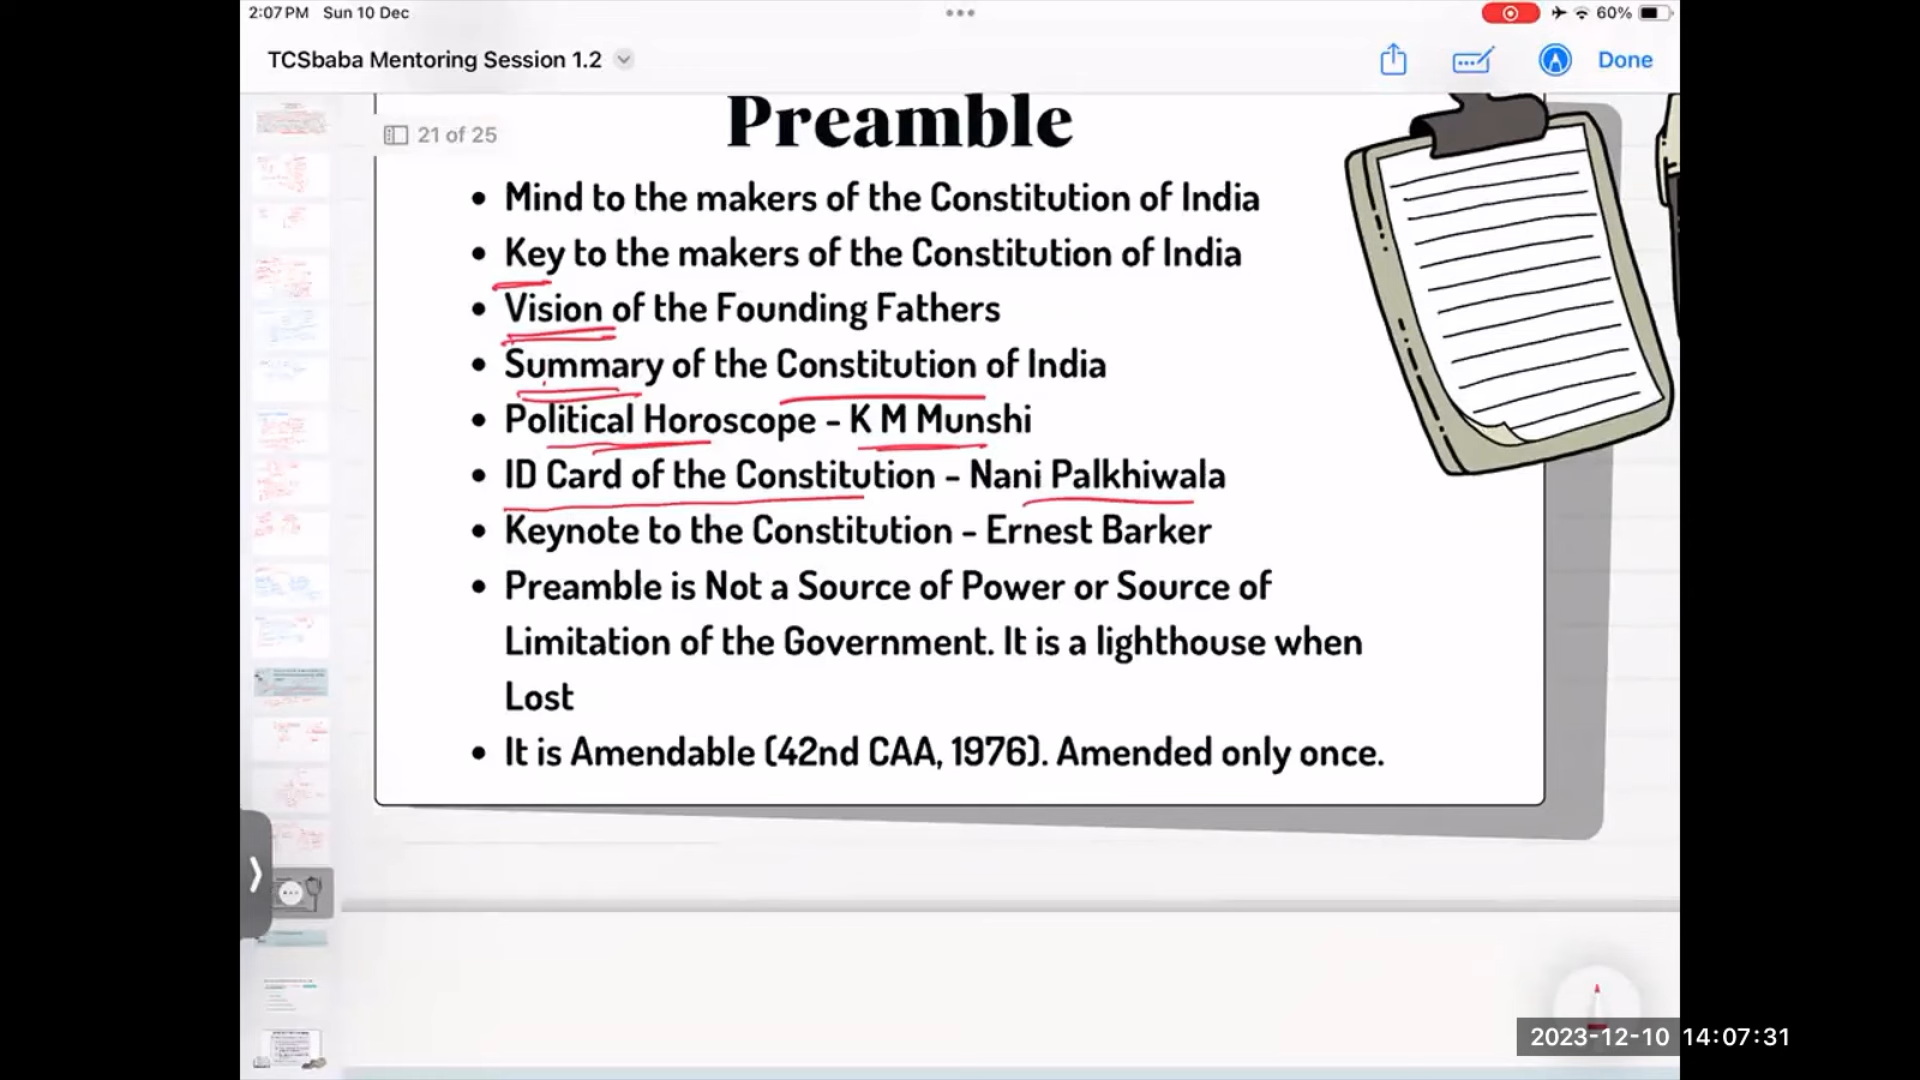 2:07 PM Sun 10 Dec
60%
TCSbaba Mentoring Session 1.2
Done
21 of 25
Preamble
• Mind to the makers of the Constitution of India
• Key to the makers of the Constitution of India
• Vision of the Founding Fathers
• Summary of the Constitution of India
• Political Horoscope - K M Munshi
• ID Card of the Constitution - Nani Palkhiwala
• Keynote to the Constitution - Ernest Barker
• Preamble is Not a Source of Power or Source of
Limitation of the Government. It is a lighthouse when
Lost
• It is Amendable (42nd CAA, 1976). Amended only once.
2023-12-10 14:07:31